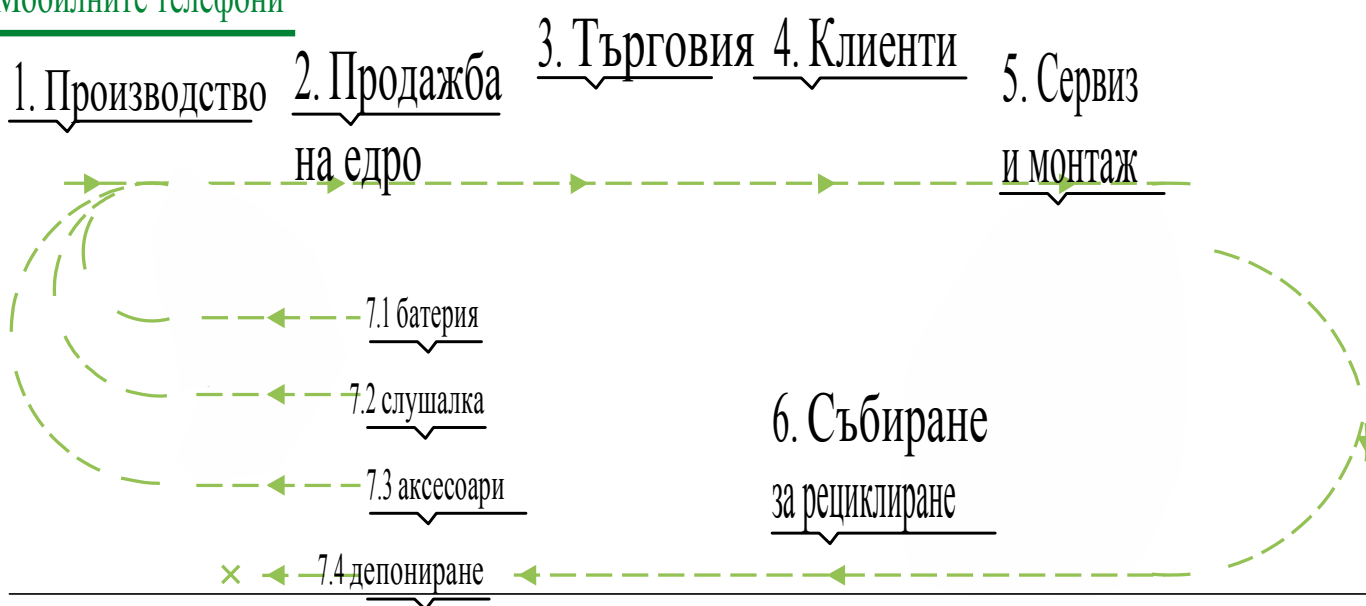 Мобилните телефони
1. Производство
2. Продажба
на едро
3. Търговия
4. Клиенти
5. Сервиз
и монтаж
7.1 батерия
7.2 слушалка
7.3 аксесоари
7.4 депониране
6. Събиране
за рециклиране